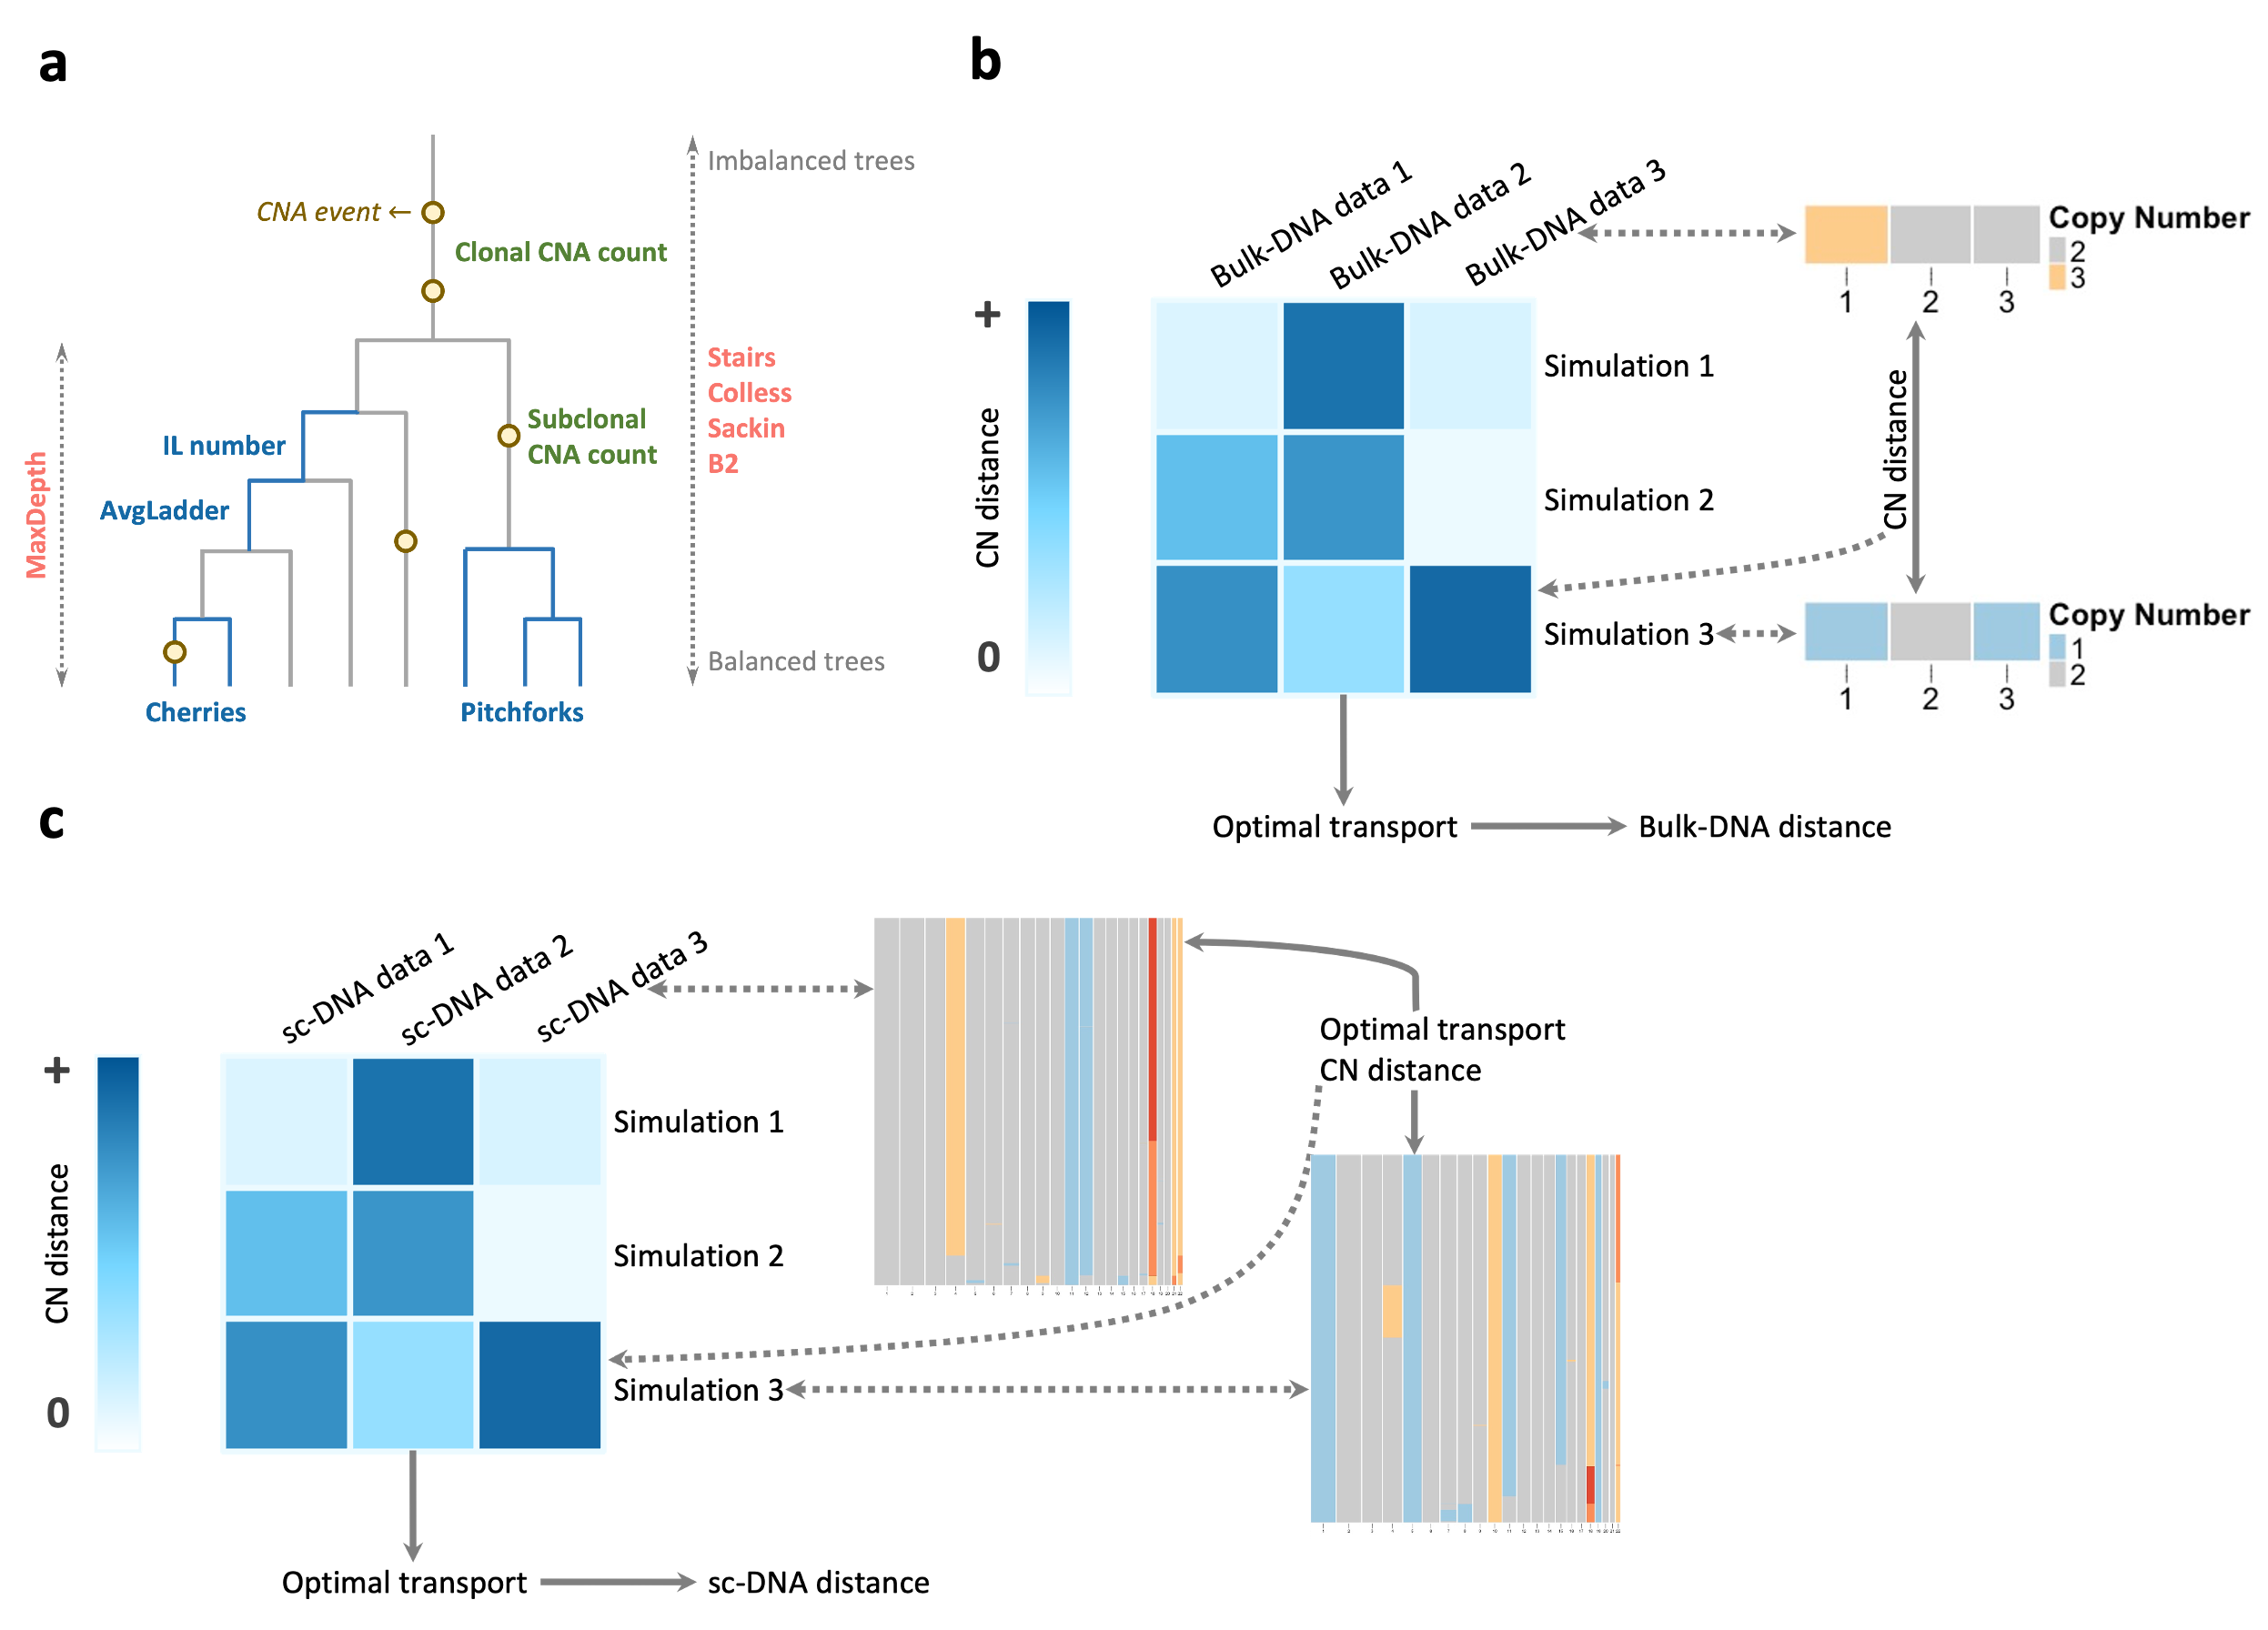 a
CNA event ←
Clonal CNA count
IL number
AvgLadder
Subclonal
CNA count
MaxDepth
Cherries
Pitchforks
Imbalanced trees
Stairs
Colless
Sackin
B2
Balanced trees
b
Bulk-DNA data 1
Bulk-DNA data 2
Bulk-DNA data 3
+
CN distance
0
Simulation 1
Simulation 2
Simulation 3
Copy Number
2
3
1 2 3
CN distance
Copy Number
1
2
1 2 3
Optimal transport
Bulk-DNA distance
c
sc-DNA data 1
sc-DNA data 2
sc-DNA data 3
+
CN distance
0
Simulation 1
Simulation 2
Simulation 3
Optimal transport
CN distance
Optimal transport
sc-DNA distance